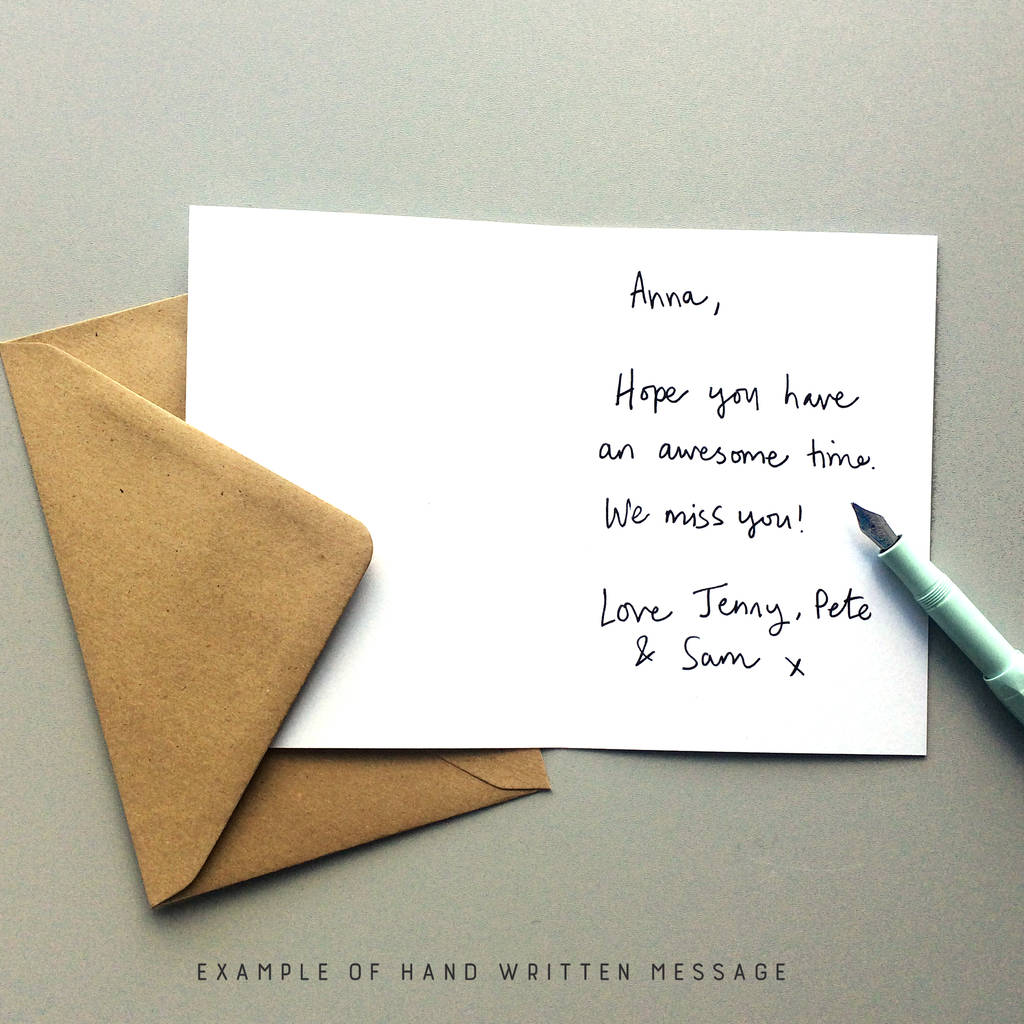 Anna,
Hope you have
an awesome time.
We miss you!
Love Jenny, Pete
& Sam x
EXAMPLE OF HAND WRITTEN MESSAGE